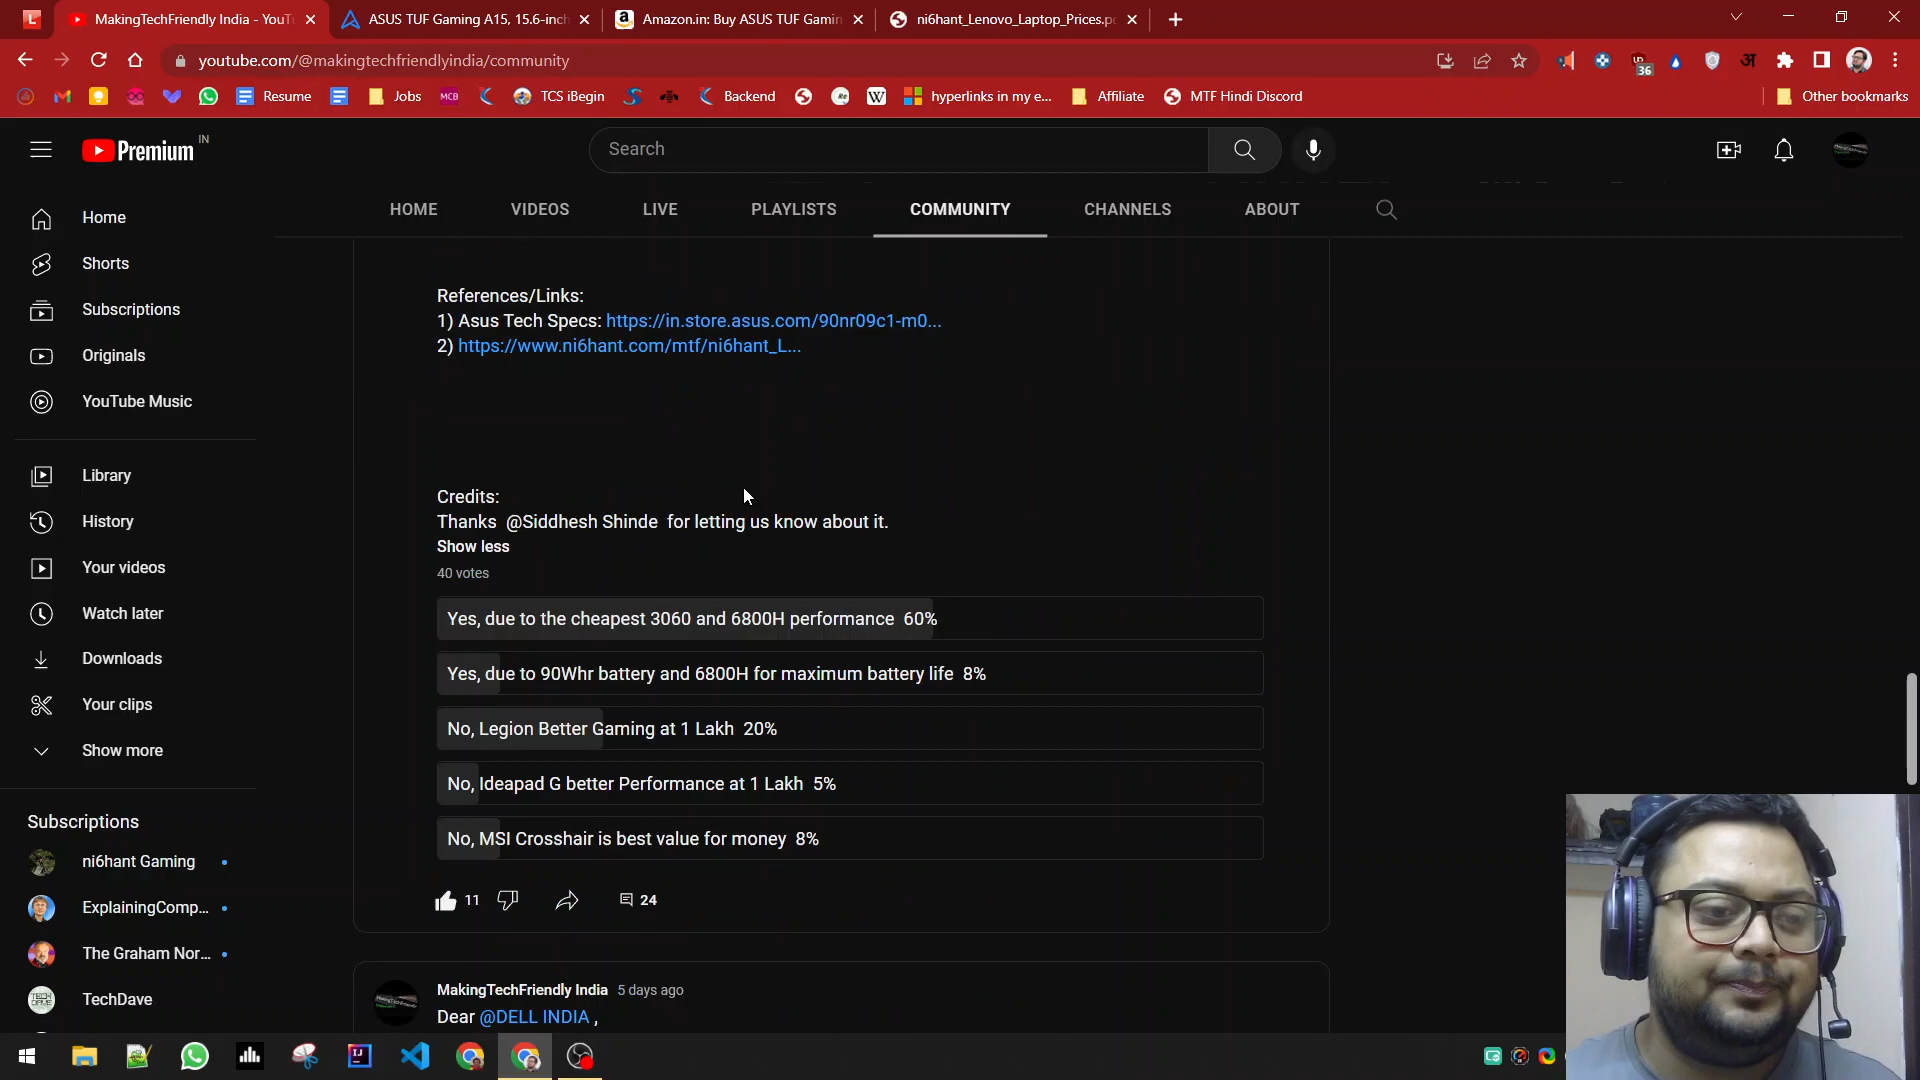 MakingTechFriendly India - YouT
ASUS TUF Gaming A15, 15.6-inch
Amazon.in: Buy ASUS TUF Gamin
ni6hant_Lenovo_Laptop_Prices.p
youtube.com/@makingtechfriendlyindia/community
36
Resume
Jobs
MCB
TCS iBegin
Backend
Re
W
hyperlinks in my e...
Affiliate
MTF Hindi Discord
Other bookmarks
Premium
IN
Search
HOME
VIDEOS
LIVE
PLAYLISTS
COMMUNITY
CHANNELS
ABOUT
Home
Shorts
Subscriptions
Originals
YouTube Music
Library
History
Your videos
Watch later
Downloads
Your clips
Show more
Subscriptions
ni6hant Gaming
ExplainingComp...
The Graham Nor...
TechDave
References/Links:
1) Asus Tech Specs: https://in.store.asus.com/90nr09c1-m0...
2) https://www.ni6hant.com/mtf/ni6hant_L...
Credits:
Thanks @Siddhesh Shinde for letting us know about it.
Show less
40 votes
Yes, due to the cheapest 3060 and 6800H performance 60%
Yes, due to 90Whr battery and 6800H for maximum battery life 8%
No, Legion Better Gaming at 1 Lakh 20%
No, Ideapad G better Performance at 1 Lakh 5%
No, MSI Crosshair is best value for money 8%
11
24
MakingTechFriendly India 5 days ago
Dear @DELL INDIA ,